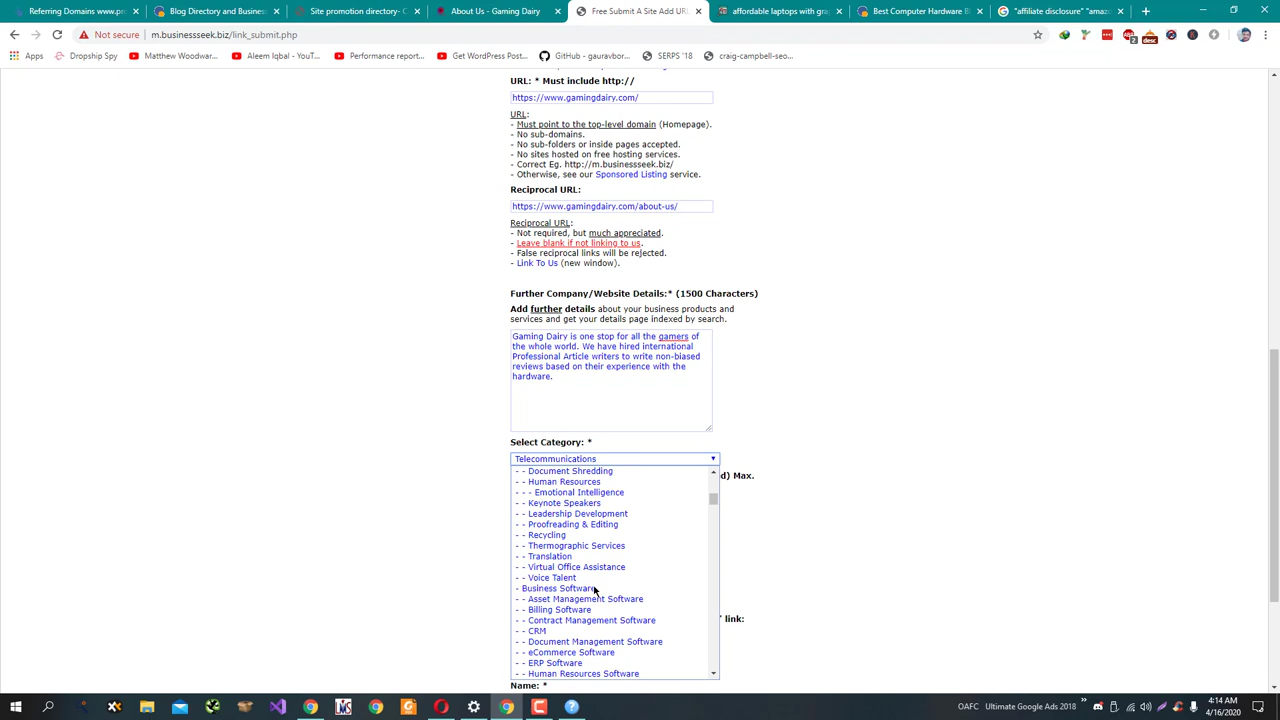 Referring Domains www.pr
Blog Directory and Business
Site promotion directory- C
About Us - Gaming Dairy
Free Submit A Site Add URL
affordable laptops with grap
Best Computer Hardware B
"affiliate disclosure" "amazo
Not secure
m.businessseek.biz/link_submit.php
Apps
Dropship Spy
Matthew Woodwar...
Aleem Iqbal - YouT...
Performance report...
Get WordPress Post...
GitHub - gauravbor...
SERPS '18
craig-campbell-seo...
URL: * Must include http://
https://www.gamingdairy.com/
URL:
- Must point to the top-level domain (Homepage).
- No sub-domains.
- No sub-folders or inside pages accepted.
- No sites hosted on free hosting services.
- Correct Eg. http://m.businessseek.biz/
- Otherwise, see our Sponsored Listing service.
Reciprocal URL:
https://www.gamingdairy.com/about-us/
Reciprocal URL:
- Not required, but much appreciated.
- Leave blank if not linking to us.
- False reciprocal links will be rejected.
- Link To Us (new window).
Further Company/Website Details:* (1500 Characters)
Add further details about your business products and
services and get your details page indexed by search.
Gaming Dairy is one stop for all the gamers of
the whole world. We have hired international
Professional Article writers to write non-biased
reviews based on their experience with the
hardware.
Select Category: *
Telecommunications
d) Max.
- - Document Shredding
- - Human Resources
- - - Emotional Intelligence
- - Keynote Speakers
- - Leadership Development
- - Proofreading & Editing
- - Recycling
- - Thermographic Services
- - Translation
- - Virtual Office Assistance
- - Voice Talent
- Business Software
- - Asset Management Software
- - Billing Software
- - Contract Management Software
link:
- - CRM
- - Document Management Software
- - eCommerce Software
- - ERP Software
- - Human Resources Software
Name: *
OAFC
Ultimate Google Ads 2018
4:14 AM
4/16/2020